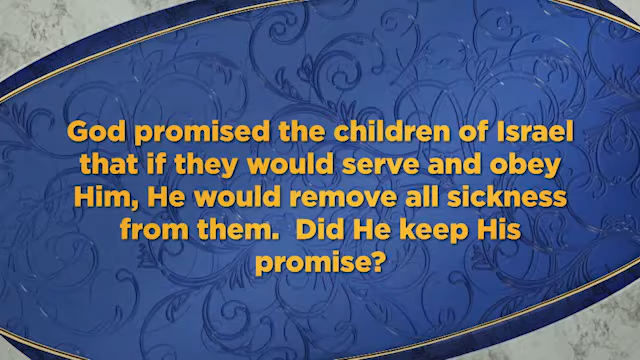 God promised the children of Israel
that if they would serve and obey
Him, He would remove all sickness
from them.  Did He keep His
promise?